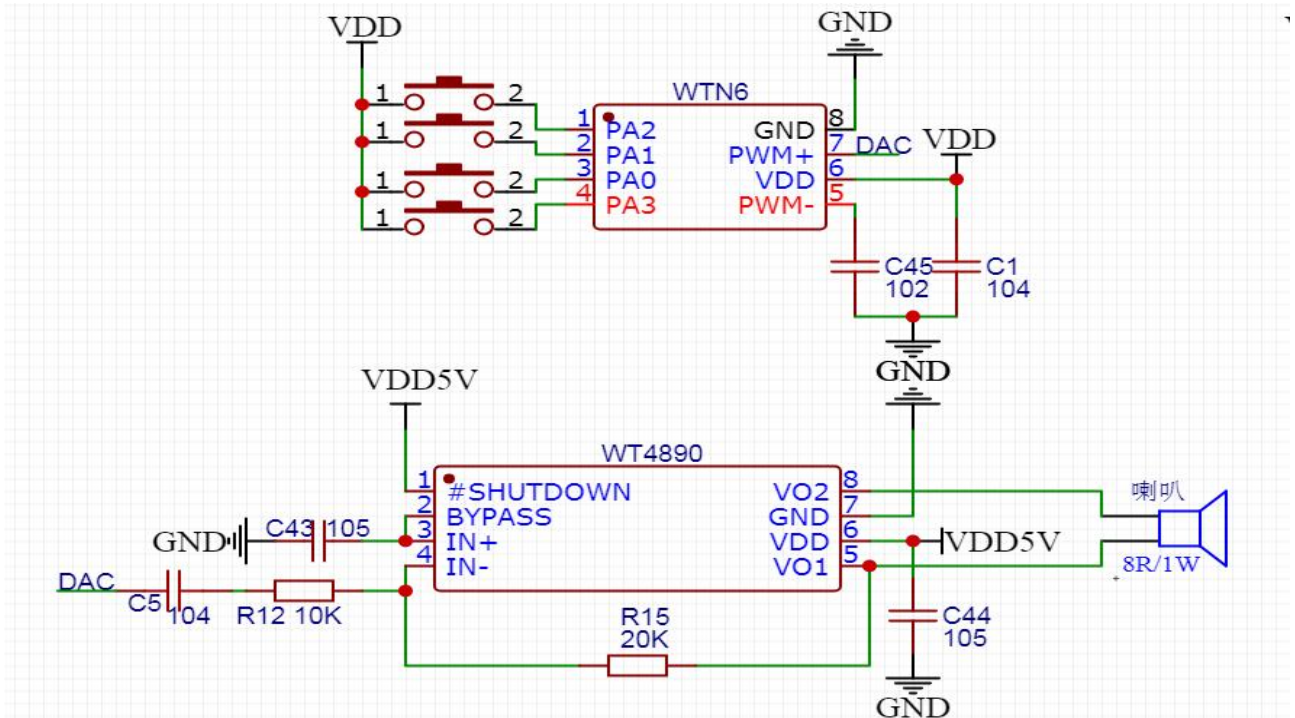 VDD
GND
WTN6
1 2
1 2
1 2
1 2
1 PA2 GND 8
2 PA1 PWM+ 7 DAC
3 PA0 VDD 6
4 PA3 PWM- 5
VDD
C45 102
C1 104
GND
VDD5V
GND
WT4890
1 #SHUTDOWN VO2 8
2 BYPASS GND 7
3 IN+ VDD 6
4 IN- VO1 5
GND C43 105
VDD5V
喇叭
8R/1W
DAC C5 104 R12 10K
R15
20K
C44
105
GND